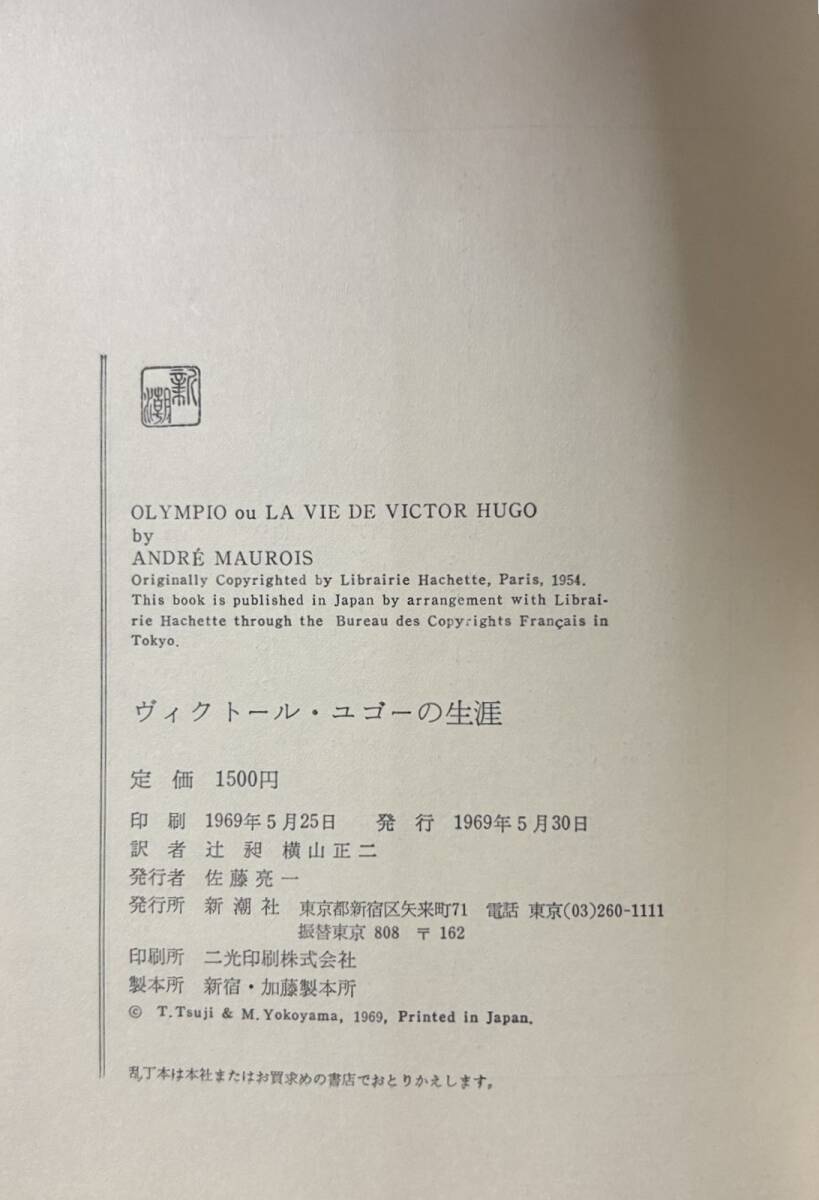 新潮
OLYMPIO ou LA VIE DE VICTOR HUGO
by
ANDRÉ MAUROIS
Originally Copyrighted by Librairie Hachette, Paris, 1954.
This book is published in Japan by arrangement with Librai-
rie Hachette through the Bureau des Copyrights Français in
Tokyo.
ヴィクトール・ユゴーの生涯
定価 1500円
印刷 1969年5月25日 発行 1969年5月30日
訳者 辻昶 横山正二
発行者 佐藤亮一
発行所 新潮社 東京都新宿区矢来町71 電話 東京(03)260-1111
振替東京 808 〒162
印刷所 二光印刷株式会社
製本所 新宿・加藤製本所
© T.Tsuji & M.Yokoyama, 1969, Printed in Japan.
乱丁本は本社またはお買求めの書店でおとりかえします。